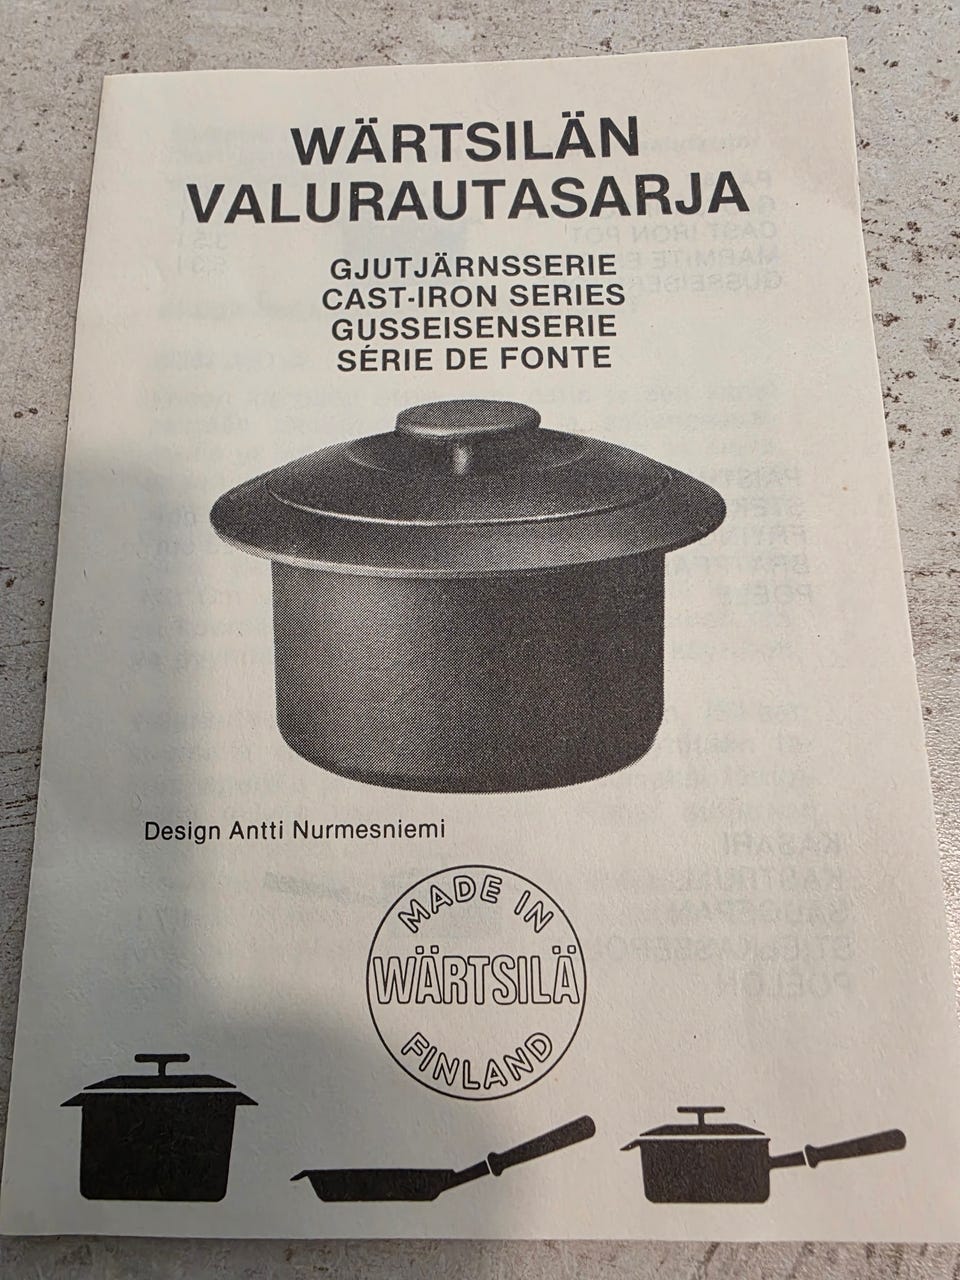 WÄRTSILÄN
VALURAUTASARJA
GJUTJÄRNSSERIE
CAST-IRON SERIES
GUSSEISENSERIE
SÉRIE DE FONTE
Design Antti Nurmesniemi
MADE IN
WÄRTSILÄ
FINLAND